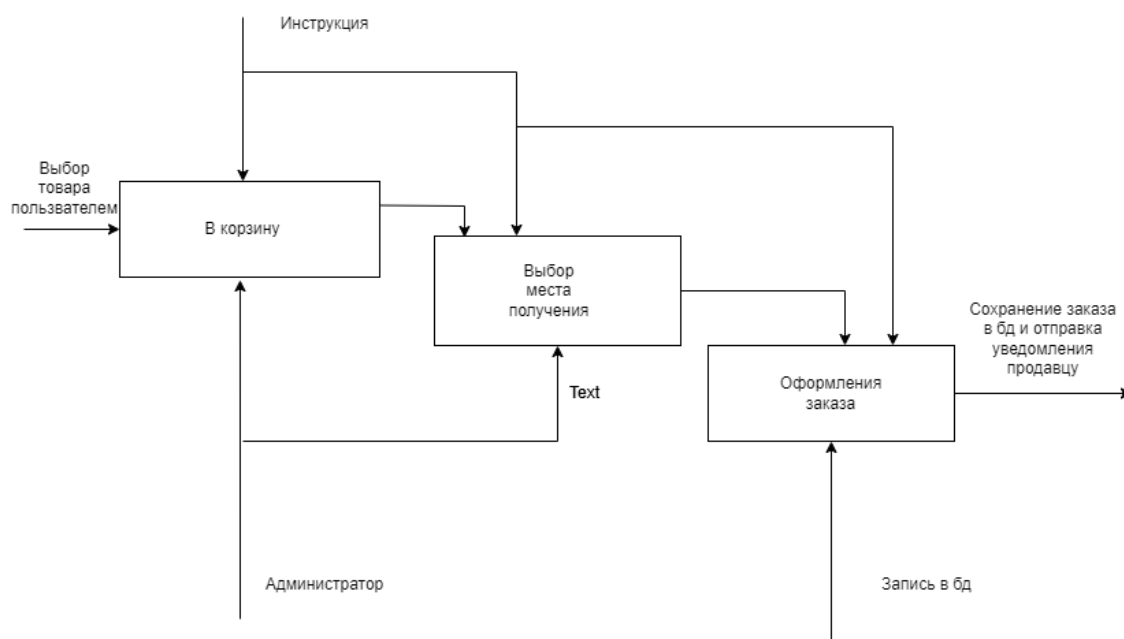 Инструкция
Выбор
товара
пользвателем
В корзину
Выбор
места
получения
Сохранение заказа
в бд и отправка
уведомления
продавцу
Оформления
заказа
Text
Администратор
Запись в бд